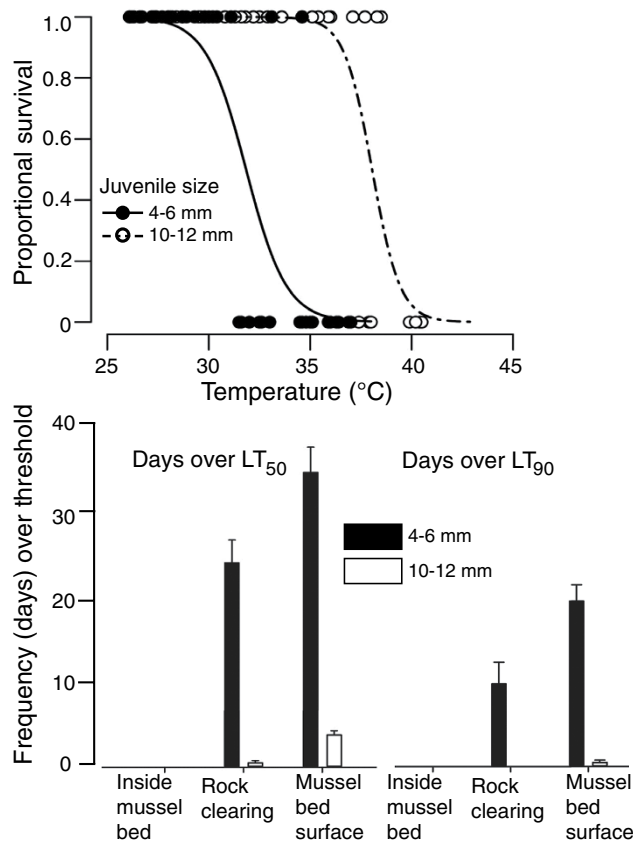 1.0
0.8
0.6
0.4
0.2
0
Proportional survival
Juvenile size
4-6 mm
10-12 mm
25 30 35 40 45
Temperature (°C)
40
30
20
10
0
Frequency (days) over threshold
Days over LT50
Days over LT90
4-6 mm
10-12 mm
Inside mussel bed
Rock clearing
Mussel bed surface
Inside mussel bed
Rock clearing
Mussel bed surface